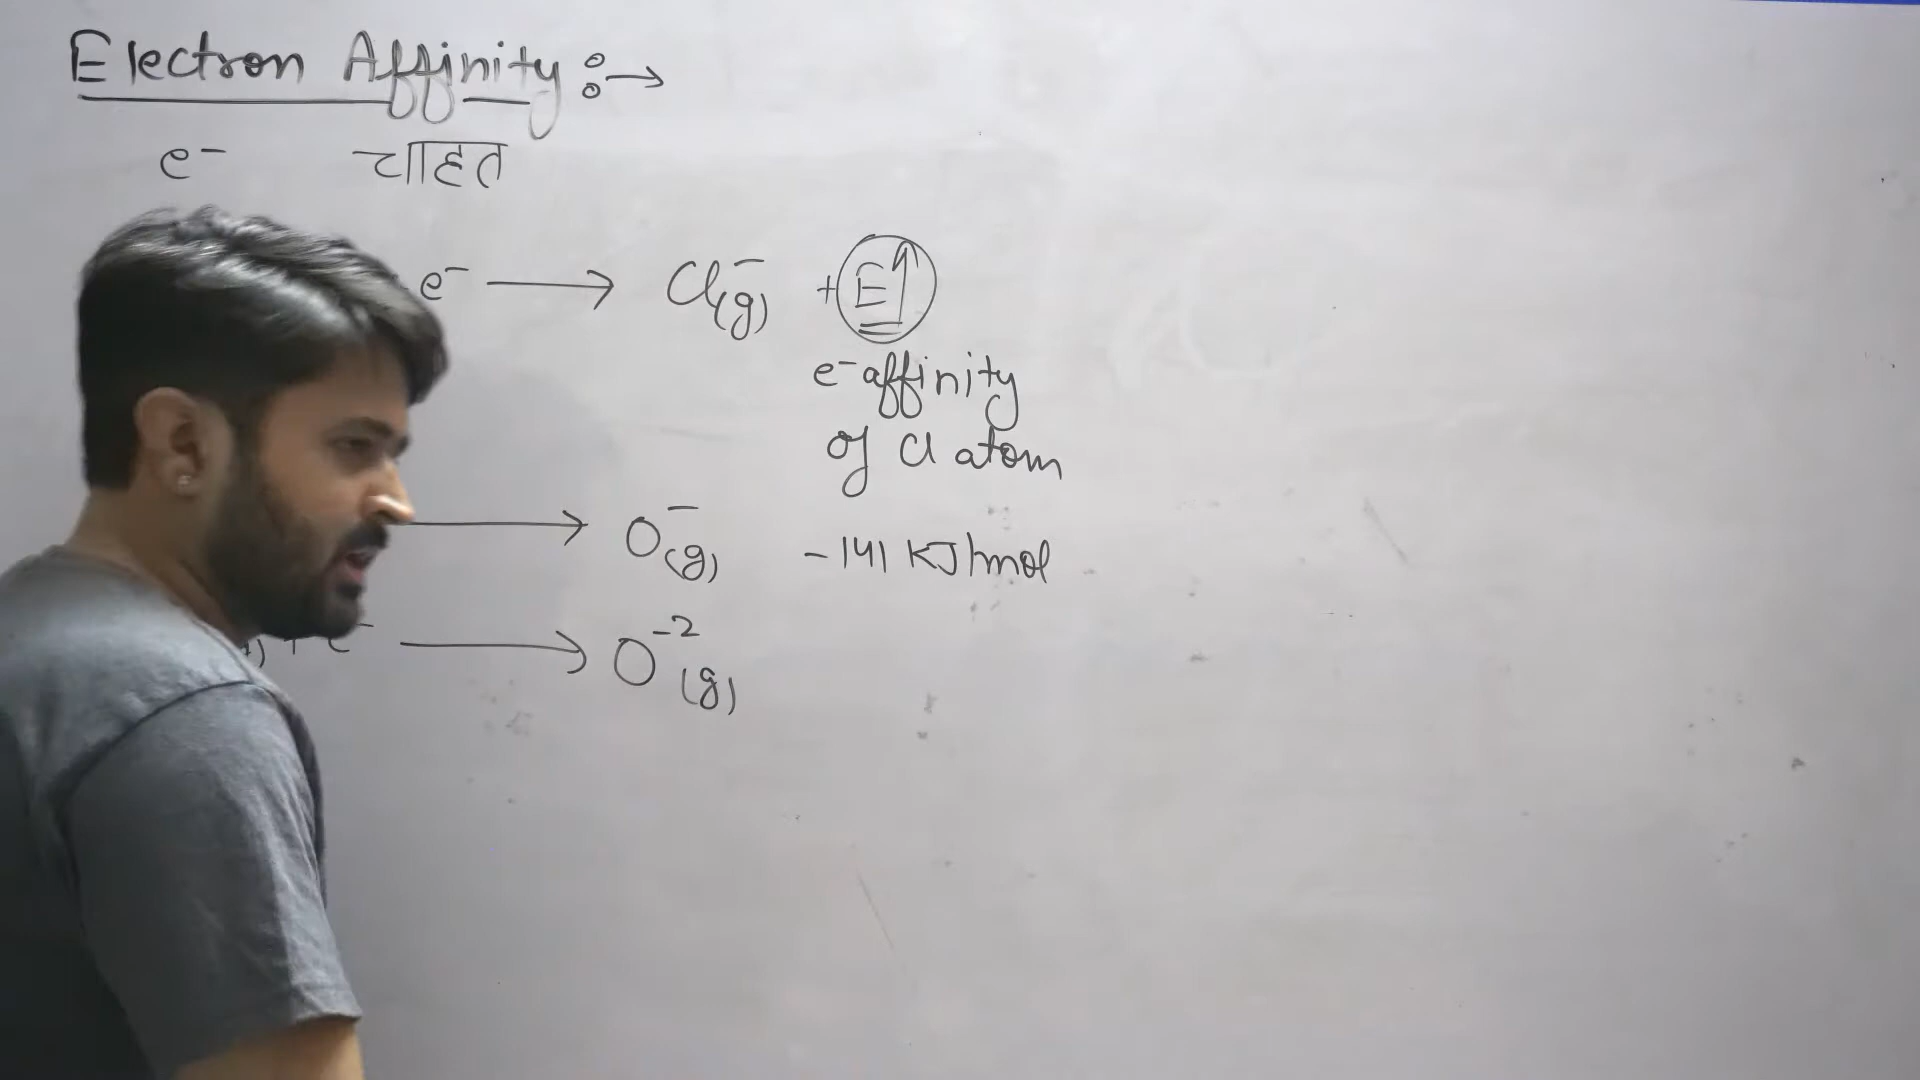 Electron Affinity :→
e⁻ चाहत
e⁻ ⟶ Cl⁻(g) + E↑
e⁻affinity
of Cl atom
⟶ O⁻(g) -141 KJ/mol
) + e⁻ ⟶ O⁻²(g)